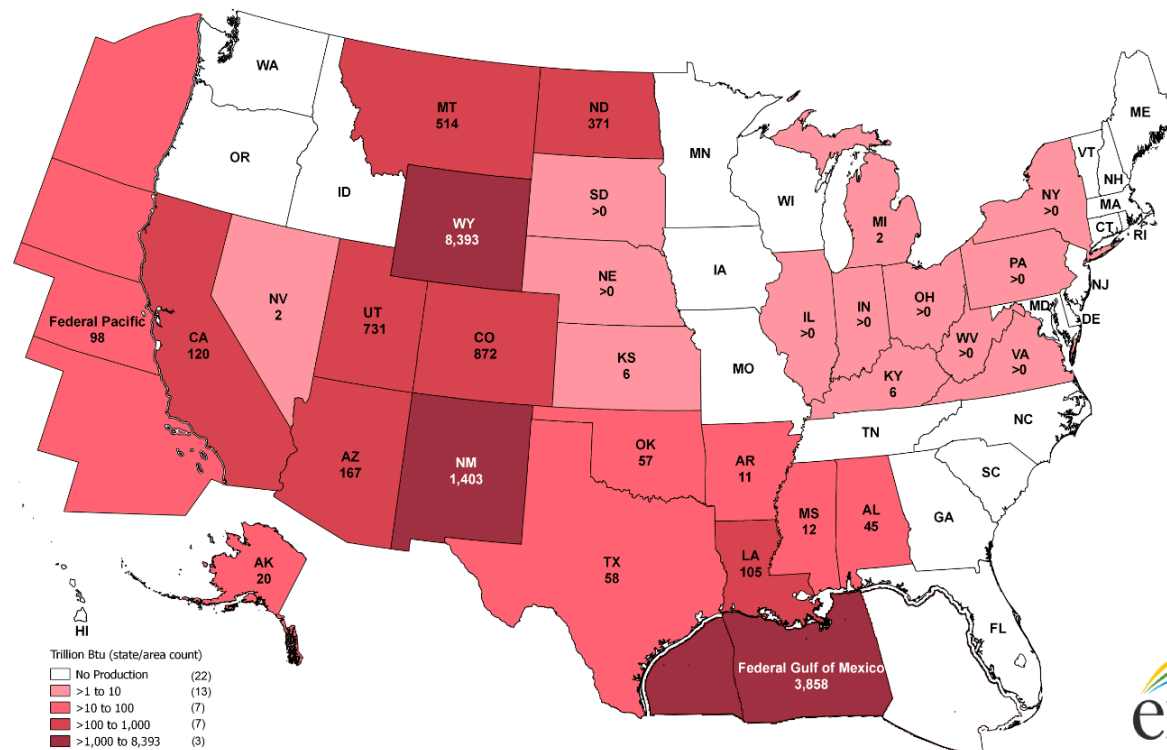 WA
OR
ID
MT
514
ND
371
SD
>0
WY
8,393
NE
>0
NV
2
UT
731
CO
872
KS
6
CA
120
Federal Pacific
98
AZ
167
NM
1,403
OK
57
TX
58
MN
IA
MO
WI
MI
2
IL
>0
IN
>0
OH
>0
KY
6
WV
>0
VA
>0
PA
>0
NY
>0
VT
NH
ME
MA
CT
RI
NJ
MD
DE
TN
NC
SC
GA
FL
AR
11
LA
105
MS
12
AL
45
Federal Gulf of Mexico
3,858
AK
20
HI
Trillion Btu (state/area count)
No Production (22)
>1 to 10 (13)
>10 to 100 (7)
>100 to 1,000 (7)
>1,000 to 8,393 (3)